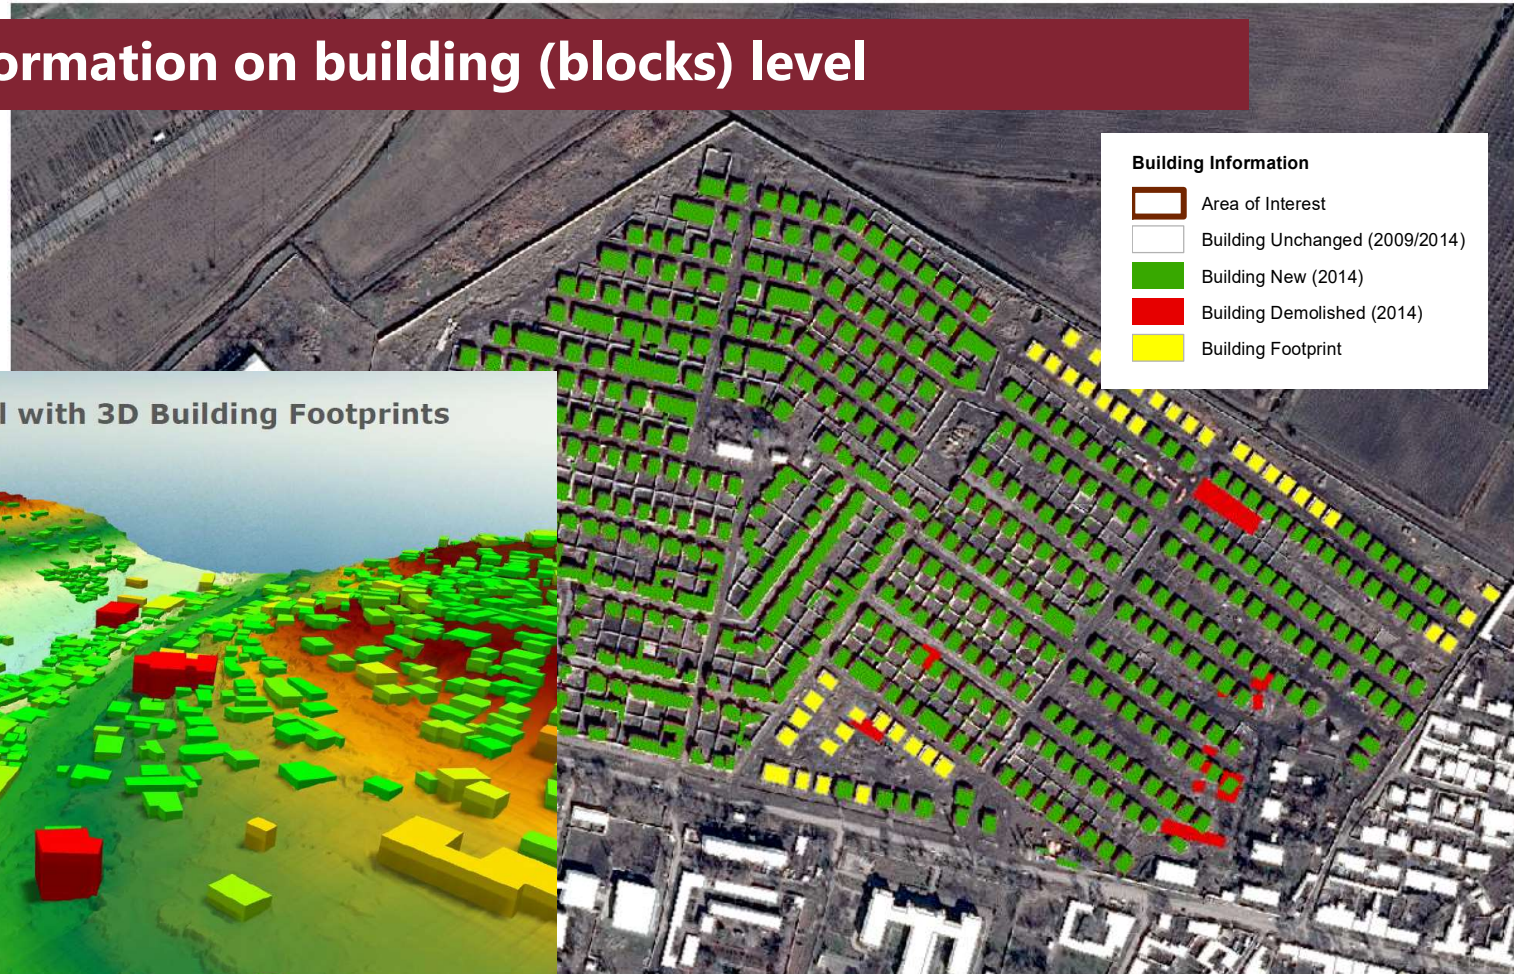 ormation on building (blocks) level
Building Information
Area of Interest
Building Unchanged (2009/2014)
Building New (2014)
Building Demolished (2014)
Building Footprint
l with 3D Building Footprints